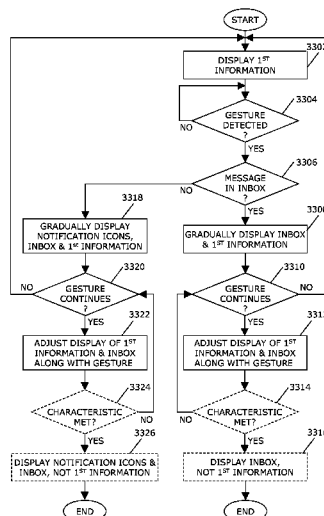 START
3302
DISPLAY 1ST
INFORMATION
3304
GESTURE
DETECTED
?
NO
YES
3306
MESSAGE
IN INBOX
?
NO
YES
3318
GRADUALLY DISPLAY
NOTIFICATION ICONS,
INBOX & 1st INFORMATION
GRADUALLY DISPLAY INBOX
& 1ST INFORMATION
3320
GESTURE
CONTINUES
?
NO
YES
3310
GESTURE
CONTINUES
?
NO
YES
3322
ADJUST DISPLAY OF 1ST
INFORMATION & INBOX
ALONG WITH GESTURE
ADJUST DISPLAY OF 1ST
INFORMATION & INBOX
ALONG WITH GESTURE
3324
CHARACTERISTIC
MET?
NO
YES
3314
CHARACTERISTIC
MET?
NO
YES
3326
DISPLAY NOTIFICATION ICONS &
INBOX, NOT 1ST INFORMATION
DISPLAY INBOX,
NOT 1ST INFORMATION
END
END